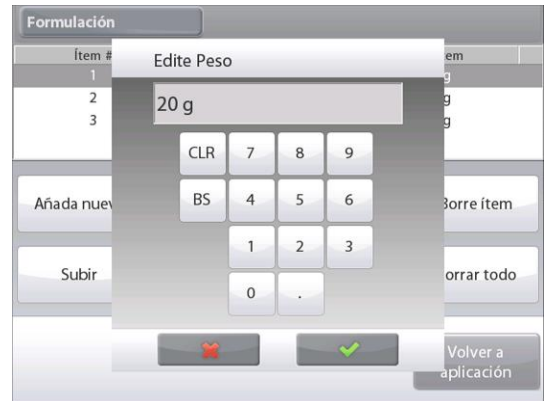 Formulación
Ítem #
Edite Peso
em
1
g
20 g
2
g
3
g
CLR 7 8 9
Añada nuev
BS 4 5 6
Borre ítem
1 2 3
Subir
orrar todo
0 .
Volver a
aplicación